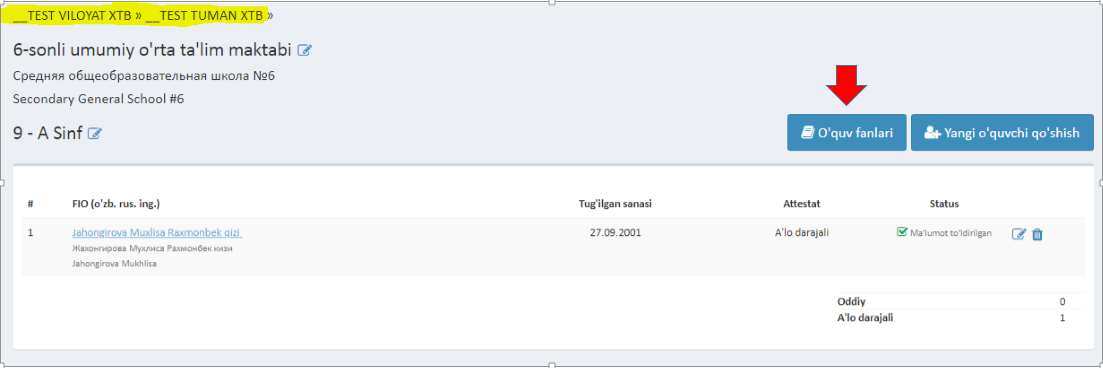 __TEST VILOYAT XTB » __TEST TUMAN XTB »
6-sonli umumiy o'rta ta'lim maktabi
Средняя общеобразовательная школа №6
Secondary General School #6
9 - A Sinf
O'quv fanlari
Yangi o'quvchi qo'shish
# FIO (o'zb. rus. ing.) Tug'ilgan sanasi Attestat Status
1 Jahongirova Muxlisa Raxmonbek qizi 27.09.2001 A'lo darajali Ma'lumot to'ldirilgan
Жахонгирова Мухлиса Рахмонбек кизи
Jahongirova Mukhlisa
Oddiy 0
A'lo darajali 1